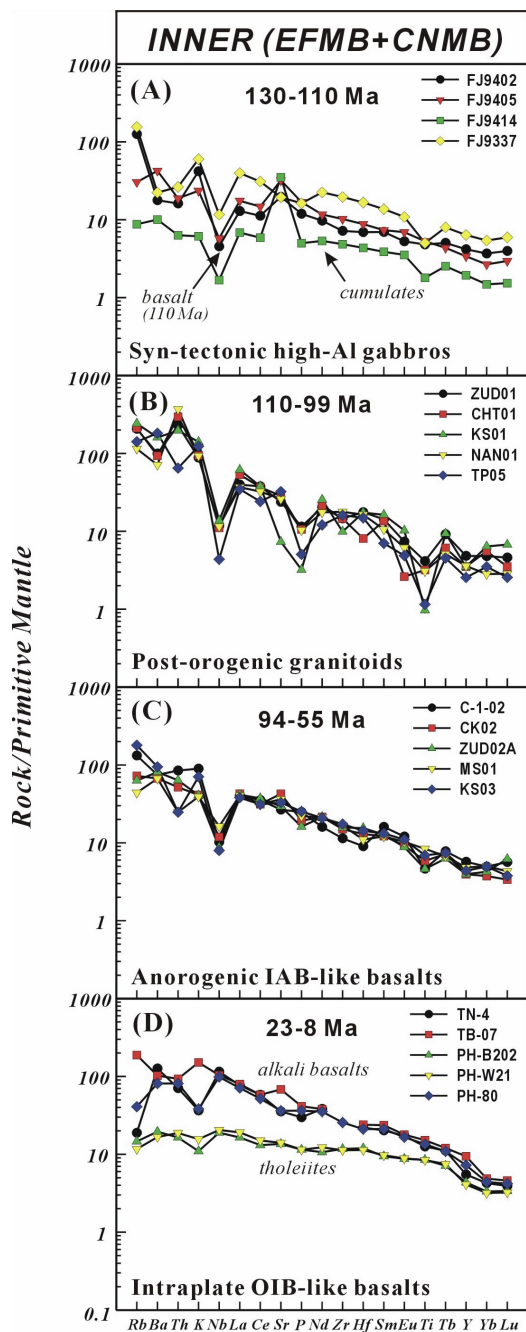 INNER (EFMB+CNMB)
1000
(A)
130-110 Ma
FJ9402
FJ9405
FJ9414
FJ9337
100
10
1
basalt
(110 Ma)
cumulates
Syn-tectonic high-Al gabbros
1000
(B)
110-99 Ma
ZUD01
CHT01
KS01
NAN01
TP05
100
10
1
Post-orogenic granitoids
1000
(C)
94-55 Ma
C-1-02
CK02
ZUD02A
MS01
KS03
100
10
1
Anorogenic IAB-like basalts
1000
(D)
23-8 Ma
TN-4
TB-07
PH-B202
PH-W21
PH-80
100
alkali basalts
10
tholeiites
1
Intraplate OIB-like basalts
0.1
Rb Ba Th K Nb La Ce Sr P Nd Zr Hf Sm Eu Ti Tb Y Yb Lu
Rock/Primitive Mantle